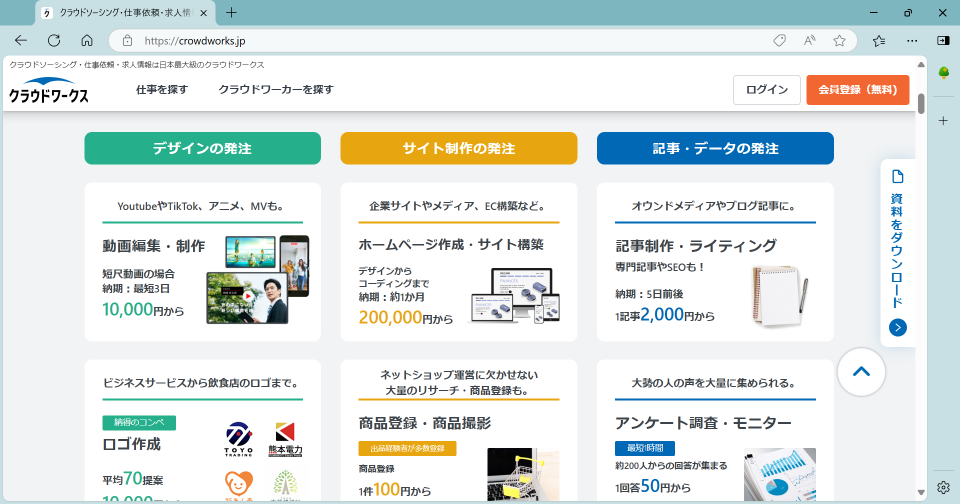 クラウドソーシング・仕事依頼・求人情
https://crowdworks.jp
クラウドソーシング・仕事依頼・求人情報は日本最大級のクラウドワークス
クラウドワークス
仕事を探す
クラウドワーカーを探す
ログイン
会員登録（無料）
デザインの発注
サイト制作の発注
記事・データの発注
YoutubeやTikTok、アニメ、MVも。
動画編集・制作
短尺動画の場合
納期：最短3日
10,000円から
企業サイトやメディア、EC構築など。
ホームページ作成・サイト構築
デザインから
コーディングまで
納期：約1か月
200,000円から
オウンドメディアやブログ記事に。
記事制作・ライティング
専門記事やSEOも！
納期：5日前後
1記事2,000円から
資料をダウンロード
ビジネスサービスから飲食店のロゴまで。
納得のコンペ
ロゴ作成
平均70提案
10,000円から
TOYO
TRADING
熊本電力
ネットショップ運営に欠かせない
大量のリサーチ・商品登録も。
商品登録・商品撮影
出品経験者が多数登録
商品登録
1件100円から
大勢の人の声を大量に集められる。
アンケート調査・モニター
最短1時間
約200人からの回答が集まる
1回答50円から